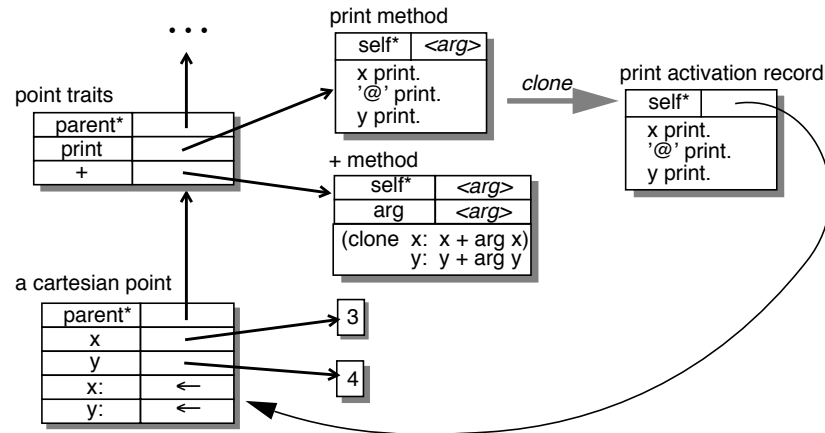 print method
self* <arg>
x print.
’@’ print.
y print.
clone
print activation record
self*
x print.
’@’ print.
y print.
• • •
point traits
parent*
print
+
+ method
self* <arg>
arg <arg>
(clone x: x + arg x)
y: y + arg y
a cartesian point
parent*
x
y
x: ←
y: ←
3
4